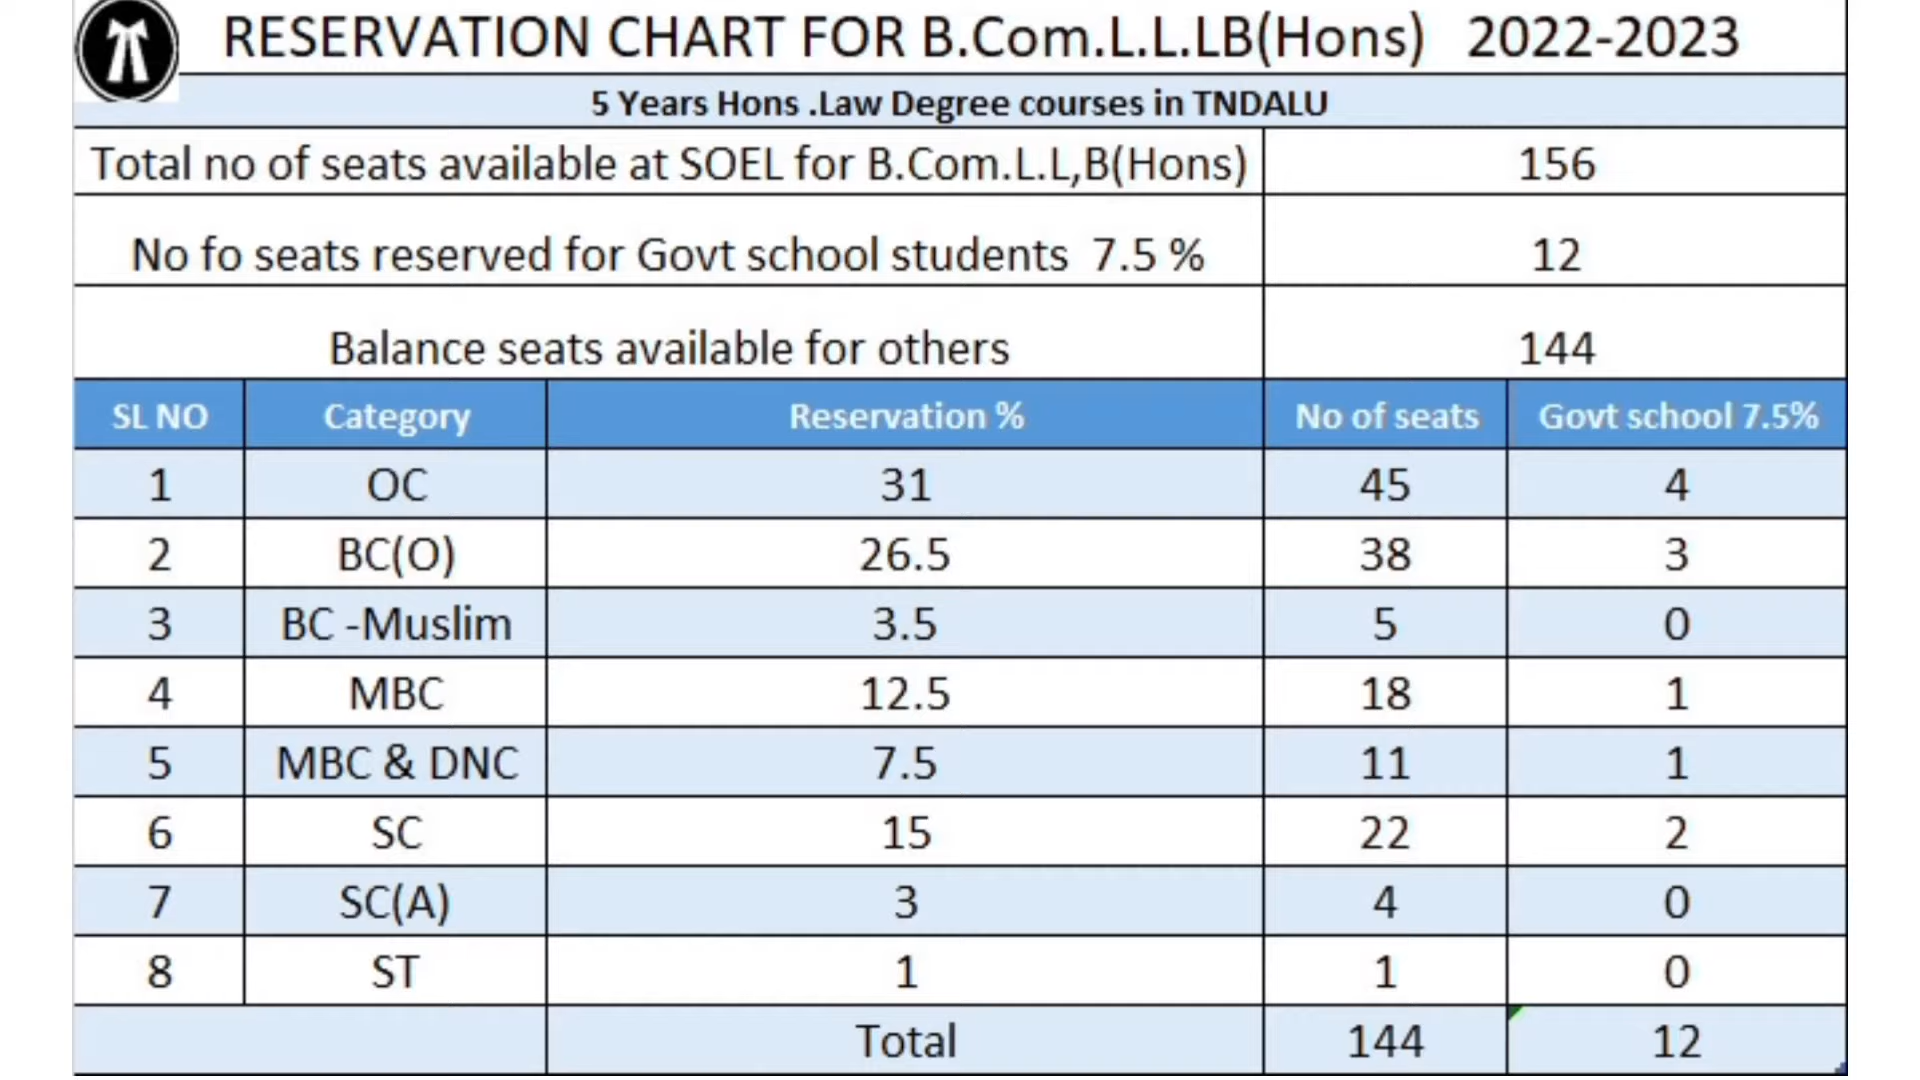 RESERVATION CHART FOR B.Com.L.L.LB(Hons) 2022-2023
5 Years Hons .Law Degree courses in TNDALU
Total no of seats available at SOEL for B.Com.L.L,B(Hons) 156
No fo seats reserved for Govt school students 7.5 % 12
Balance seats available for others 144
SL NO Category Reservation % No of seats Govt school 7.5%
1 OC 31 45 4
2 BC(O) 26.5 38 3
3 BC -Muslim 3.5 5 0
4 MBC 12.5 18 1
5 MBC & DNC 7.5 11 1
6 SC 15 22 2
7 SC(A) 3 4 0
8 ST 1 1 0
Total 144 12